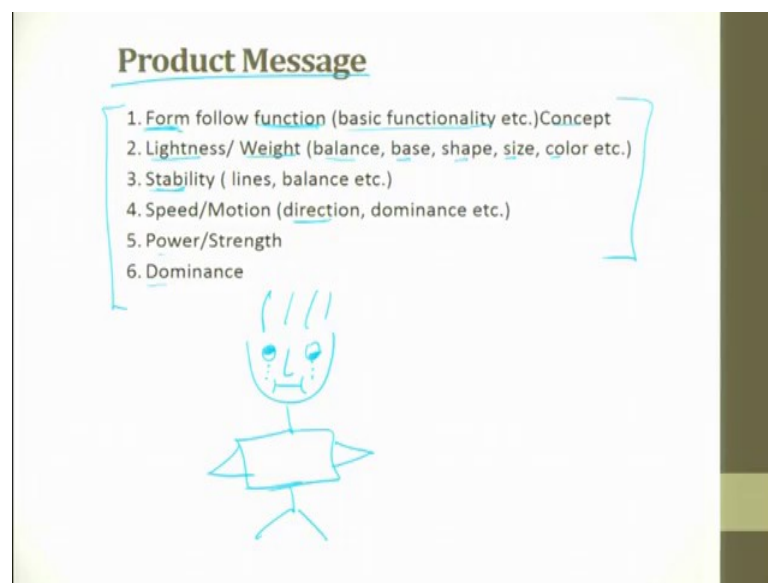 Product Message
1. Form follow function (basic functionality etc.)Concept
2. Lightness/ Weight (balance, base, shape, size, color etc.)
3. Stability ( lines, balance etc.)
4. Speed/Motion (direction, dominance etc.)
5. Power/Strength
6. Dominance